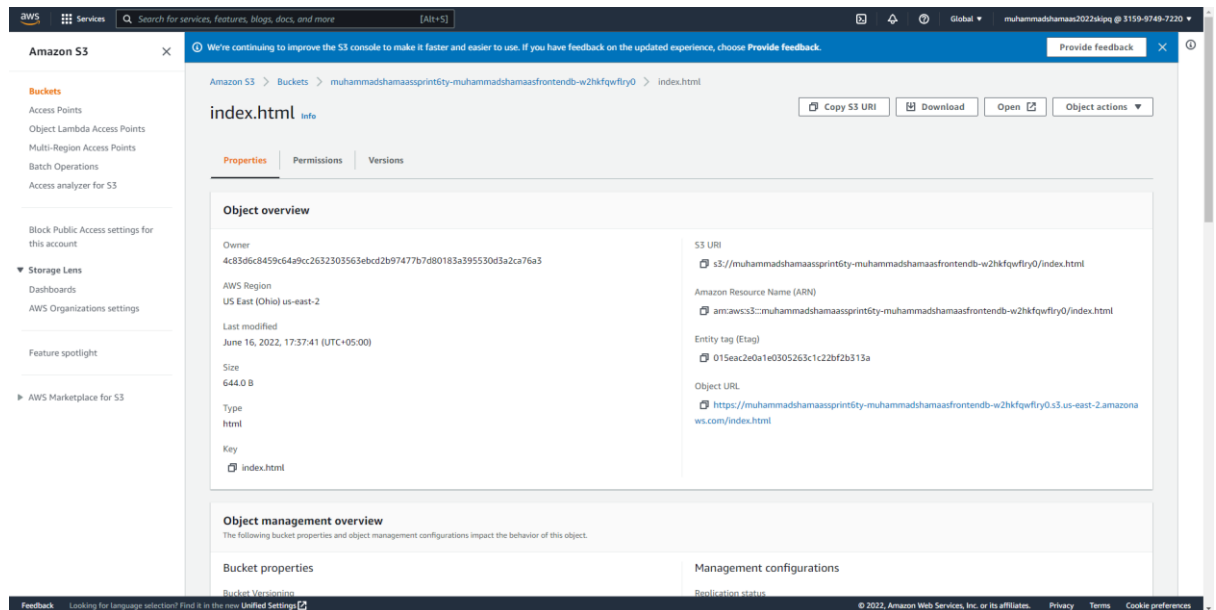 aws Services Search for services, features, blogs, docs, and more [Alt+S] Global ▼ muhammadshamaas2022skipq @ 3159-9749-7220 ▼
Amazon S3
We're continuing to improve the S3 console to make it faster and easier to use. If you have feedback on the updated experience, choose Provide feedback.
Provide feedback
Buckets
Access Points
Object Lambda Access Points
Multi-Region Access Points
Batch Operations
Access analyzer for S3
Block Public Access settings for
this account
Storage Lens
Dashboards
AWS Organizations settings
Feature spotlight
AWS Marketplace for S3
Amazon S3 > Buckets > muhammadshamaassprint6ty-muhammadshamaasfrontendb-w2hkfqwflry0 > index.html
index.html Info
Copy S3 URI Download Open Object actions ▼
Properties Permissions Versions
Object overview
Owner
4c83d6c8459c64a9cc2632303563ebcd2b97477b7d80183a395530d3a2ca76a3
AWS Region
US East (Ohio) us-east-2
Last modified
June 16, 2022, 17:37:41 (UTC+05:00)
Size
644.0 B
Type
html
Key
index.html
S3 URI
s3://muhammadshamaassprint6ty-muhammadshamaasfrontendb-w2hkfqwflry0/index.html
Amazon Resource Name (ARN)
arn:aws:s3:::muhammadshamaassprint6ty-muhammadshamaasfrontendb-w2hkfqwflry0/index.html
Entity tag (Etag)
015eac2e0a1e0305263c1c22bf2b313a
Object URL
https://muhammadshamaassprint6ty-muhammadshamaasfrontendb-w2hkfqwflry0.s3.us-east-2.amazona
ws.com/index.html
Object management overview
The following bucket properties and object management configurations impact the behavior of this object.
Bucket properties
Bucket Versioning
Management configurations
Replication status
Feedback Looking for language selection? Find it in the new Unified Settings © 2022, Amazon Web Services, Inc. or its affiliates. Privacy Terms Cookie preferences